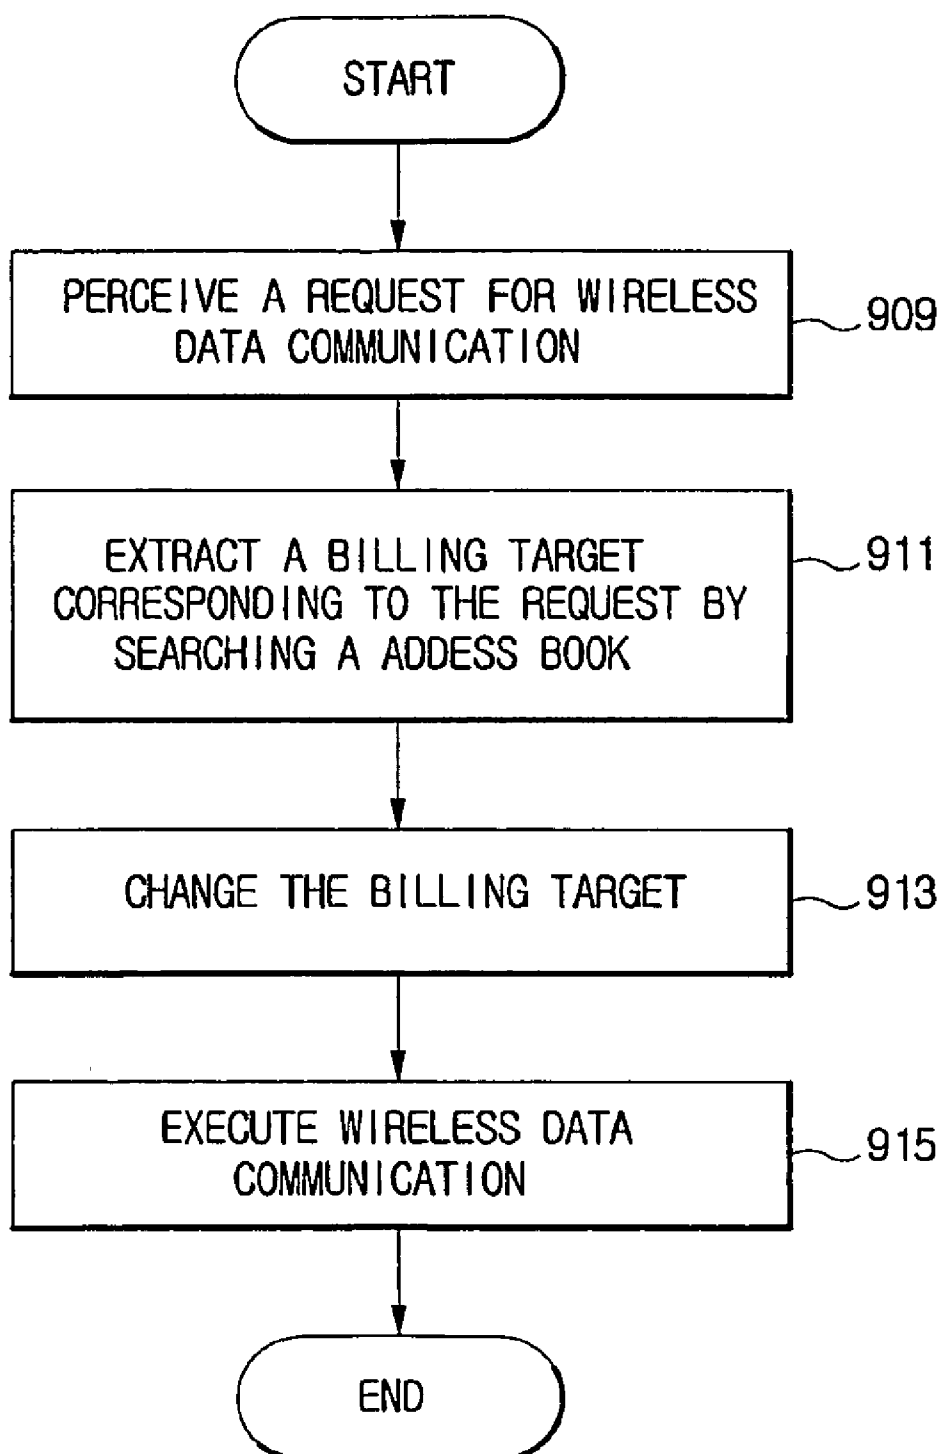 START
PERCEIVE A REQUEST FOR WIRELESS
DATA COMMUNICATION
909
EXTRACT A BILLING TARGET
CORRESPONDING TO THE REQUEST BY
SEARCHING A ADDESS BOOK
911
CHANGE THE BILLING TARGET
913
EXECUTE WIRELESS DATA
COMMUNICATION
915
END